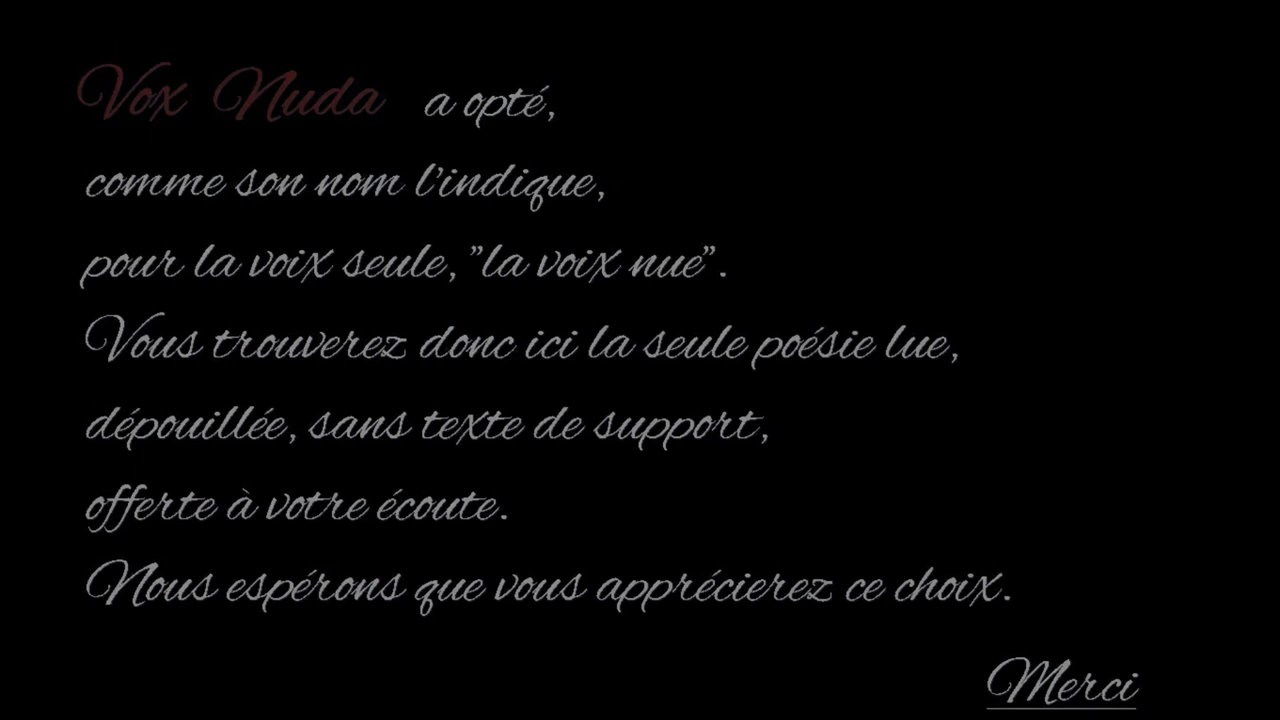 Vox Nuda a opté,
comme son nom l'indique,
pour la voix seule, "la voix nue".
Vous trouverez donc ici la seule poésie lue,
dépouillée, sans texte de support,
offerte à votre écoute.
Nous espérons que vous apprécierez ce choix.
Merci